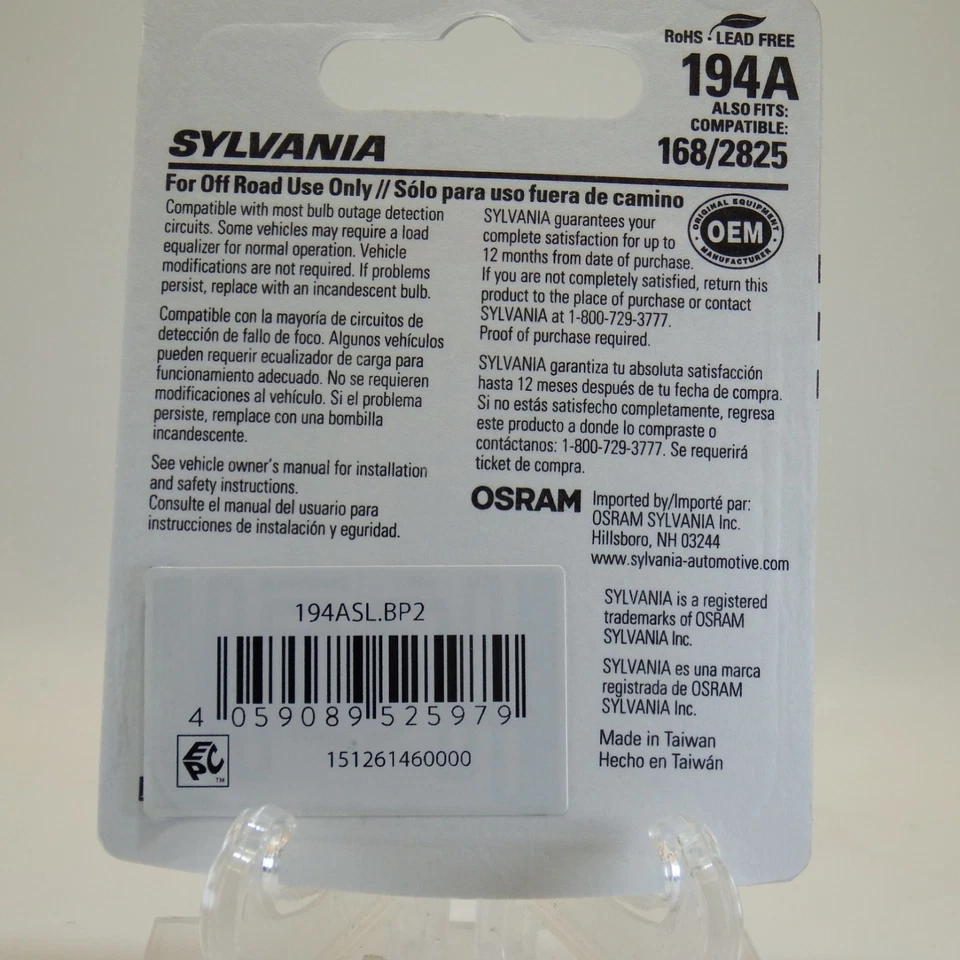 RoHS · LEAD FREE
194A
ALSO FITS:
COMPATIBLE:
168/2825
SYLVANIA
For Off Road Use Only // Sólo para uso fuera de camino
Compatible with most bulb outage detection
circuits. Some vehicles may require a load
equalizer for normal operation. Vehicle
modifications are not required. If problems
persist, replace with an incandescent bulb.
Compatible con la mayoría de circuitos de
detección de fallo de foco. Algunos vehículos
pueden requerir ecualizador de carga para
funcionamiento adecuado. No se requieren
modificaciones al vehículo. Si el problema
persiste, remplace con una bombilla
incandescente.
See vehicle owner's manual for installation
and safety instructions.
Consulte el manual del usuario para
instrucciones de instalación y eguridad.
SYLVANIA guarantees your
complete satisfaction for up to
12 months from date of purchase.
If you are not completely satisfied, return this
product to the place of purchase or contact
SYLVANIA at 1-800-729-3777.
Proof of purchase required.
ORIGINAL EQUIPMENT
OEM
MANUFACTURER
SYLVANIA garantiza tu absoluta satisfacción
hasta 12 meses después de tu fecha de compra.
Si no estás satisfecho completamente, regresa
este producto a donde lo compraste o
contáctanos: 1-800-729-3777. Se requerirá
ticket de compra.
OSRAM
Imported by/Importé par:
OSRAM SYLVANIA Inc.
Hillsboro, NH 03244
www.sylvania-automotive.com
SYLVANIA is a registered
trademarks of OSRAM
SYLVANIA Inc.
SYLVANIA es una marca
registrada de OSRAM
SYLVANIA Inc.
Made in Taiwan
Hecho en Taiwán
194ASL.BP2
4 059089 525979
EPC™
151261460000